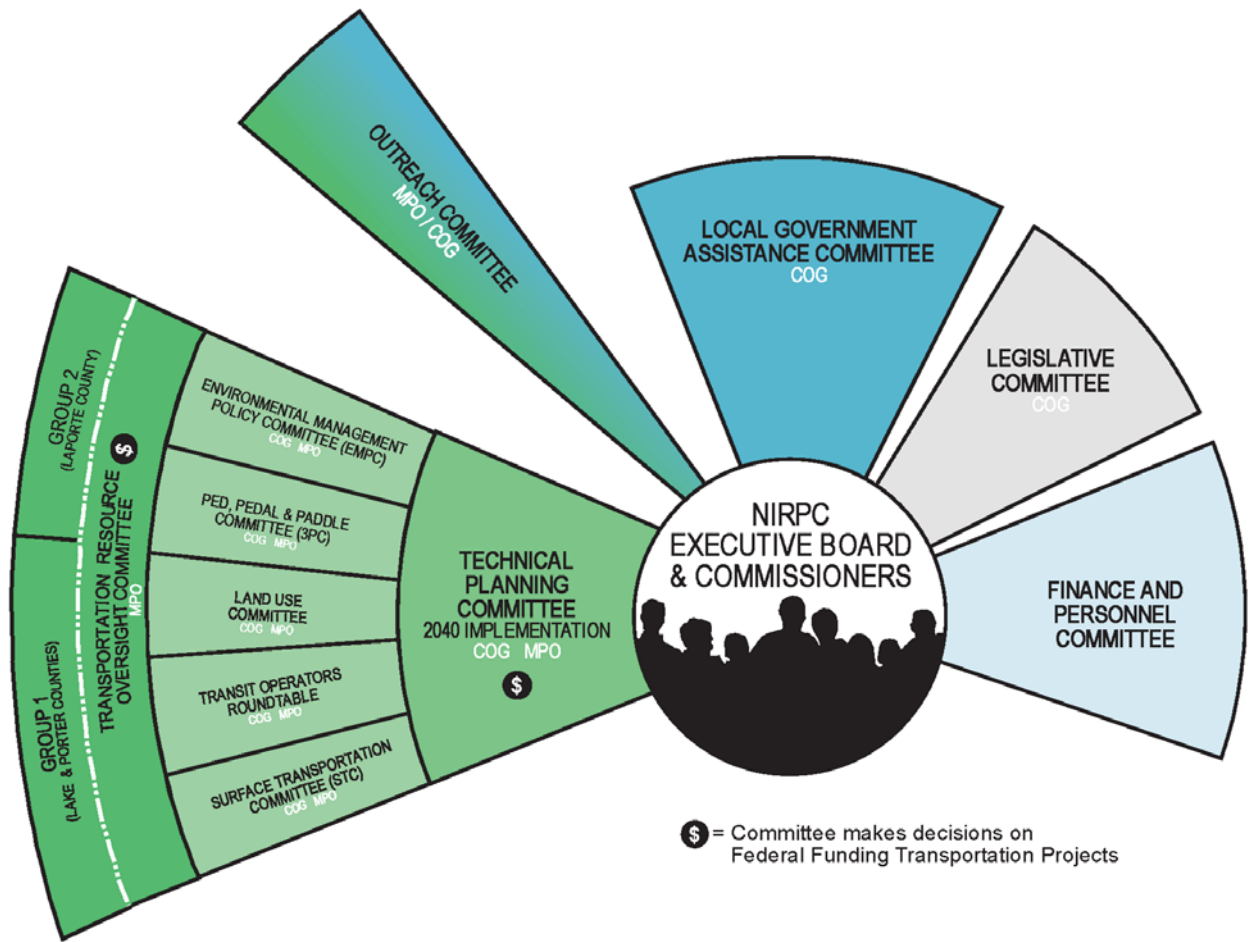 OUTREACH COMMITTEE
MPO / COG
LOCAL GOVERNMENT
ASSISTANCE COMMITTEE
COG
LEGISLATIVE
COMMITTEE
COG
FINANCE AND
PERSONNEL
COMMITTEE
NIRPC
EXECUTIVE BOARD
& COMMISSIONERS
TECHNICAL
PLANNING
COMMITTEE
2040 IMPLEMENTATION
COG MPO
$
ENVIRONMENTAL MANAGEMENT
POLICY COMMITTEE (EMPC)
COG MPO
PED, PEDAL & PADDLE
COMMITTEE (3PC)
COG MPO
LAND USE
COMMITTEE
COG MPO
TRANSIT OPERATORS
ROUNDTABLE
COG MPO
SURFACE TRANSPORTATION
COMMITTEE (STC)
COG MPO
TRANSPORTATION RESOURCE
OVERSIGHT COMMITTEE
$
MPO
GROUP 2
(LAPORTE COUNTY)
GROUP 1
(LAKE & PORTER COUNTIES)
$ = Committee makes decisions on
Federal Funding Transportation Projects